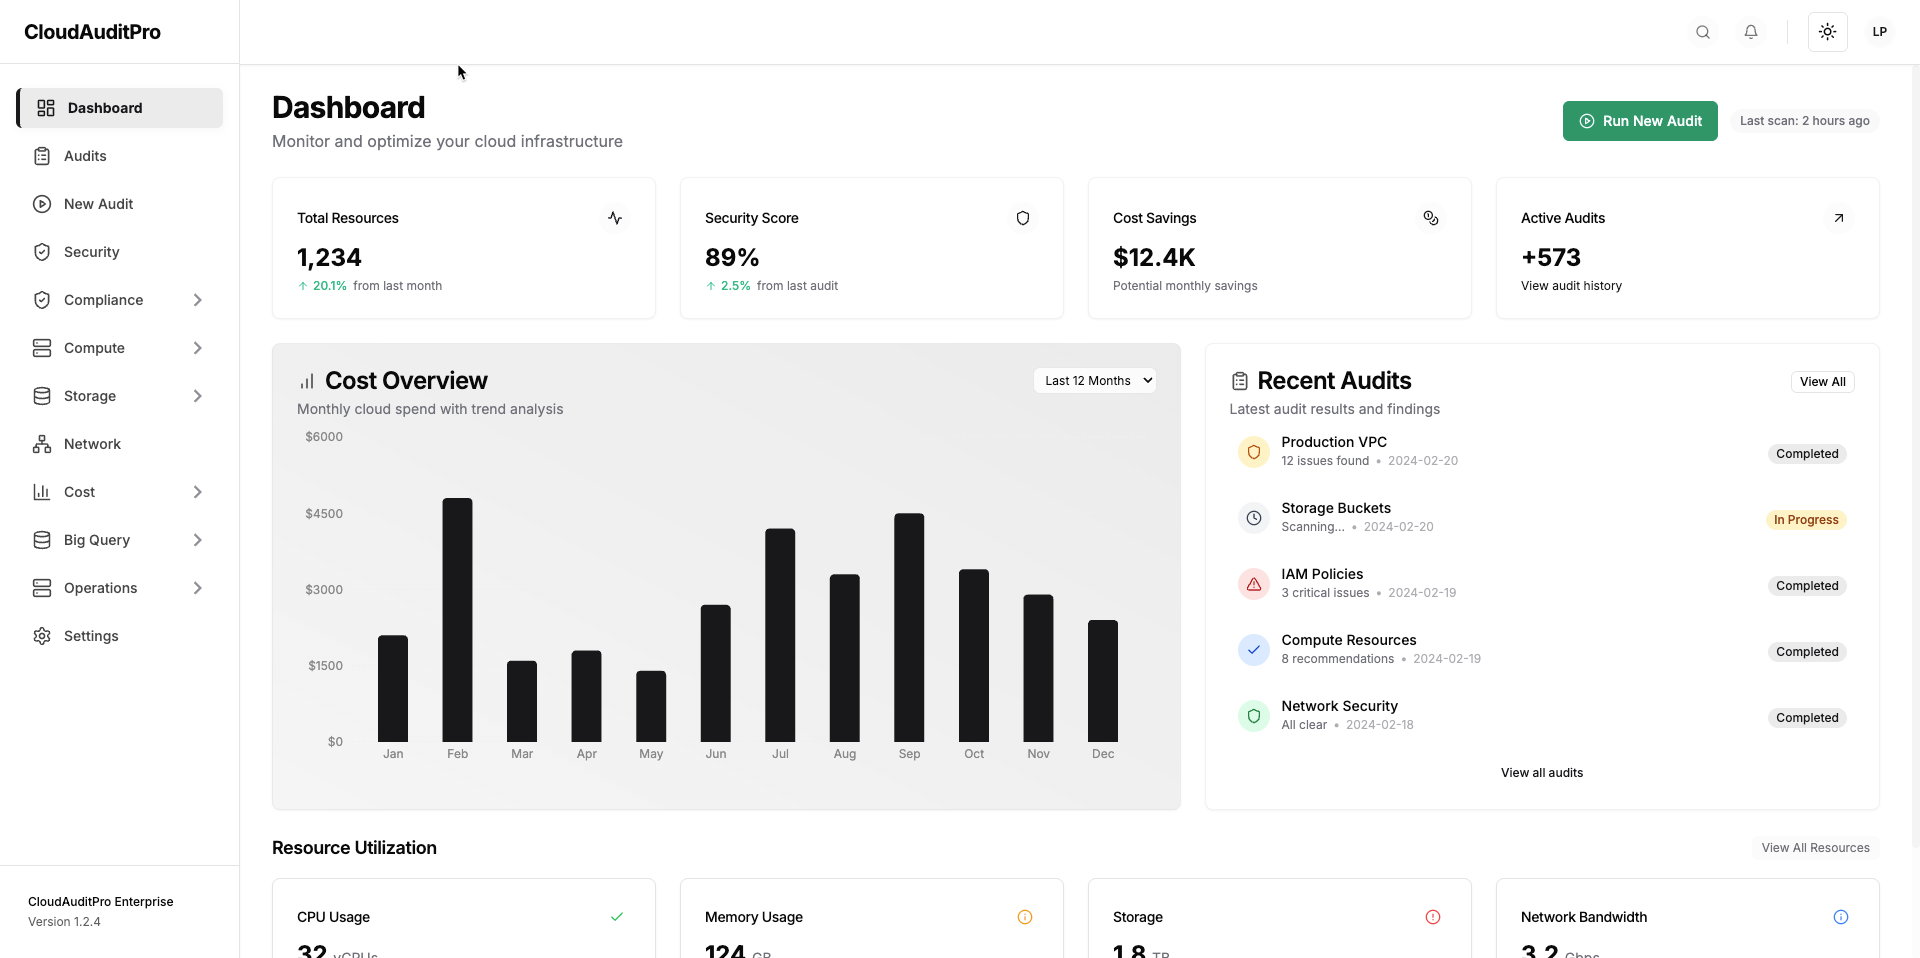 CloudAuditPro
LP
Dashboard
Audits
New Audit
Security
Compliance
Compute
Storage
Network
Cost
Big Query
Operations
Settings
CloudAuditPro Enterprise
Version 1.2.4
Dashboard
Monitor and optimize your cloud infrastructure
Run New Audit
Last scan: 2 hours ago
Total Resources
1,234
20.1% from last month
Security Score
89%
2.5% from last audit
Cost Savings
$12.4K
Potential monthly savings
Active Audits
+573
View audit history
Cost Overview
Last 12 Months
Monthly cloud spend with trend analysis
$6000
$4500
$3000
$1500
$0
Jan Feb Mar Apr May Jun Jul Aug Sep Oct Nov Dec
Recent Audits
View All
Latest audit results and findings
Production VPC
12 issues found • 2024-02-20
Completed
Storage Buckets
Scanning... • 2024-02-20
In Progress
IAM Policies
3 critical issues • 2024-02-19
Completed
Compute Resources
8 recommendations • 2024-02-19
Completed
Network Security
All clear • 2024-02-18
Completed
View all audits
Resource Utilization
View All Resources
CPU Usage
32 vCPUs
Memory Usage
124 GB
Storage
1.8 TB
Network Bandwidth
3.2 Gbps